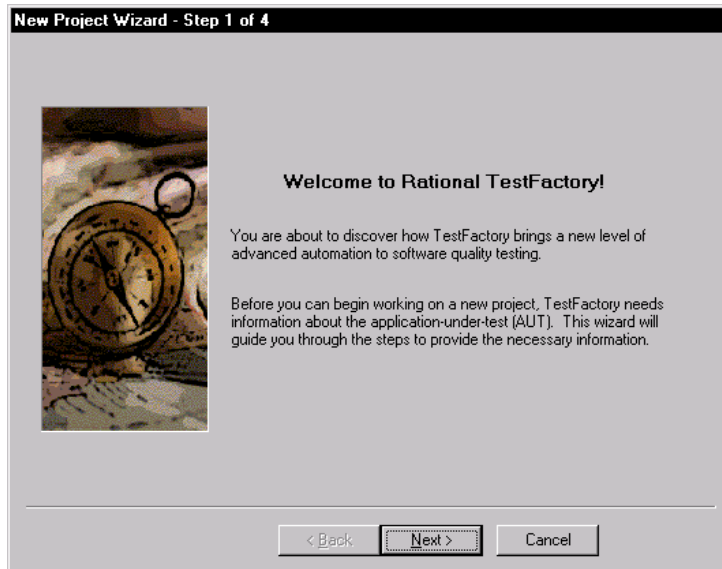 New Project Wizard - Step 1 of 4
Welcome to Rational TestFactory!
You are about to discover how TestFactory brings a new level of
advanced automation to software quality testing.
Before you can begin working on a new project, TestFactory needs
information about the application-under-test (AUT).  This wizard will
guide you through the steps to provide the necessary information.
< Back Next > Cancel